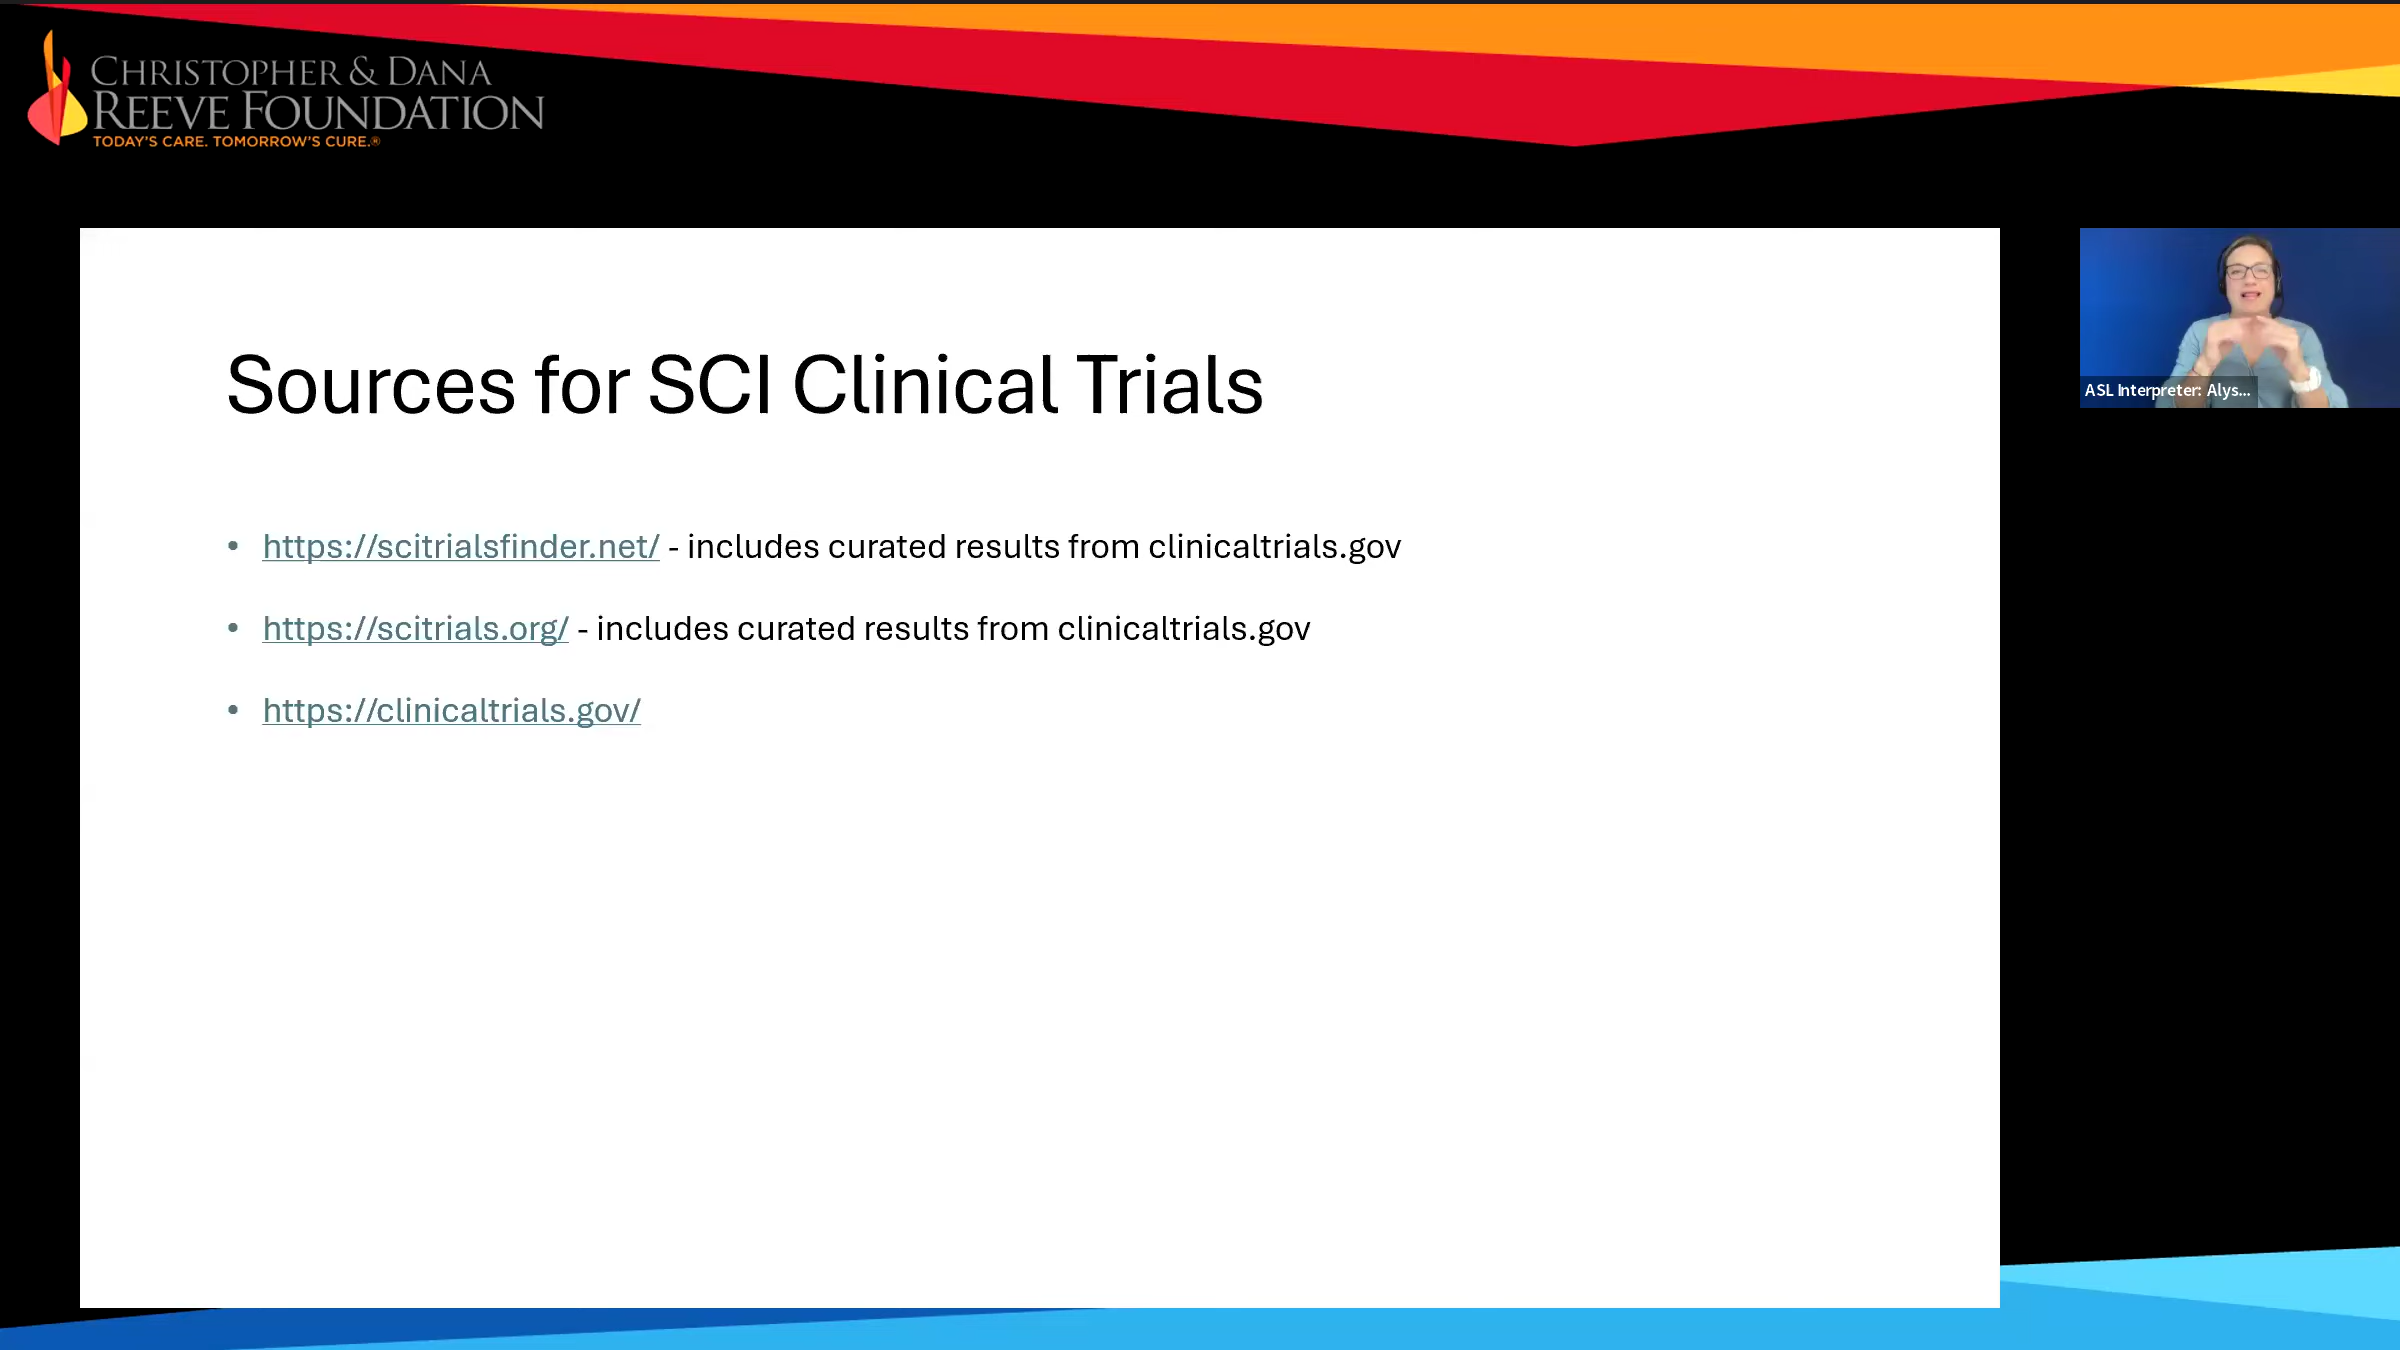 CHRISTOPHER & DANA
REEVE FOUNDATION
TODAY'S CARE. TOMORROW'S CURE.®
Sources for SCI Clinical Trials
• https://scitrialsfinder.net/ - includes curated results from clinicaltrials.gov
• https://scitrials.org/ - includes curated results from clinicaltrials.gov
• https://clinicaltrials.gov/
ASL Interpreter: Alys...